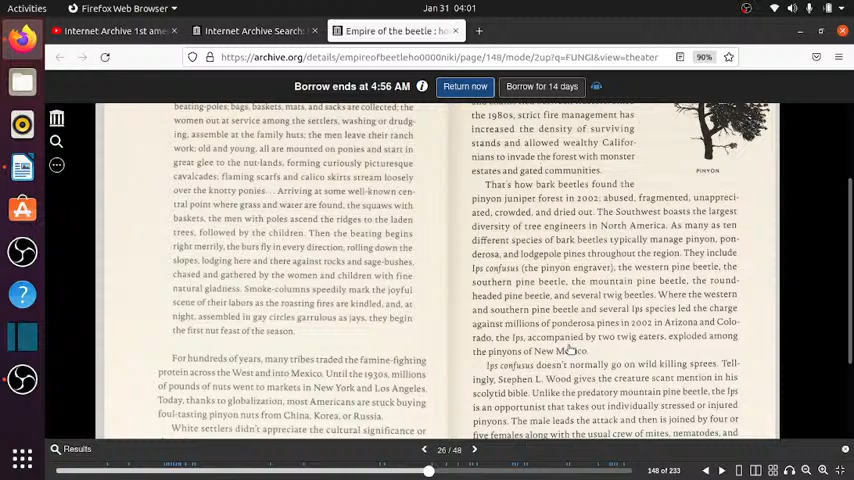 Activities
Firefox Web Browser
Jan 31 04:01
Internet Archive 1st ame
Internet Archive Search:
Empire of the beetle : ho
https://archive.org/details/empireofbeetleho0000niki/page/148/mode/2up?q=FUNGI&view=theater
90%
Borrow ends at 4:56 AM
Return now
Borrow for 14 days
beating-poles; bags, baskets, mats, and sacks are collected; the
women out at service among the settlers, washing or drudg-
ing, assemble at the family huts; the men leave their ranch
work; old and young, all are mounted on ponies and start in
great glee to the nut-lands, forming curiously picturesque
cavalcades; flaming scarfs and calico skirts stream loosely
over the knotty ponies... Arriving at some well-known cen-
tral point where grass and water are found, the squaws with
baskets, the men with poles ascend the ridges to the laden
trees, followed by the children. Then the beating begins
right merrily, the burs fly in every direction, rolling down the
slopes, lodging here and there against rocks and sage-bushes,
chased and gathered by the women and children with fine
natural gladness. Smoke-columns speedily mark the joyful
scene of their labors as the roasting fires are kindled, and, at
night, assembled in gay circles garrulous as jays, they begin
the first nut feast of the season.
For hundreds of years, many tribes traded the famine-fighting
protein across the West and into Mexico. Until the 1930s, millions
of pounds of nuts went to markets in New York and Los Angeles.
Today, thanks to globalization, most Americans are stuck buying
foul-tasting pinyon nuts from China, Korea, or Russia.
White settlers didn't appreciate the cultural significance or
the 1980s, strict fire management has
increased the density of surviving
stands and allowed wealthy Califor-
nians to invade the forest with monster
estates and gated communities.
PINYON
That's how bark beetles found the
pinyon juniper forest in 2002: abused, fragmented, unappreci-
ated, crowded, and dried out. The Southwest boasts the largest
diversity of tree engineers in North America. As many as ten
different species of bark beetles typically manage pinyon, pon-
derosa, and lodgepole pines throughout the region. They include
Ips confusus (the pinyon engraver), the western pine beetle, the
southern pine beetle, the mountain pine beetle, the round-
headed pine beetle, and several twig beetles. Where the western
and southern pine beetle and several Ips species led the charge
against millions of ponderosa pines in 2002 in Arizona and Colo-
rado, the Ips, accompanied by two twig eaters, exploded among
the pinyons of New Mexico.
Ips confusus doesn't normally go on wild killing sprees. Tell-
ingly, Stephen L. Wood gives the creature scant mention in his
scolytid bible. Unlike the predatory mountain pine beetle, the Ips
is an opportunist that takes out individually stressed or injured
pinyons. The male leads the attack and then is joined by four or
five females along with the usual crew of mites, nematodes, and
Results
26 / 48
148 of 233